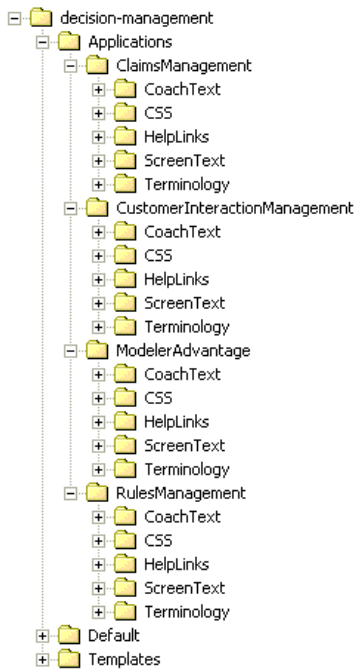 decision-management
Applications
ClaimsManagement
CoachText
CSS
HelpLinks
ScreenText
Terminology
CustomerInteractionManagement
CoachText
CSS
HelpLinks
ScreenText
Terminology
ModelerAdvantage
CoachText
CSS
HelpLinks
ScreenText
Terminology
RulesManagement
CoachText
CSS
HelpLinks
ScreenText
Terminology
Default
Templates